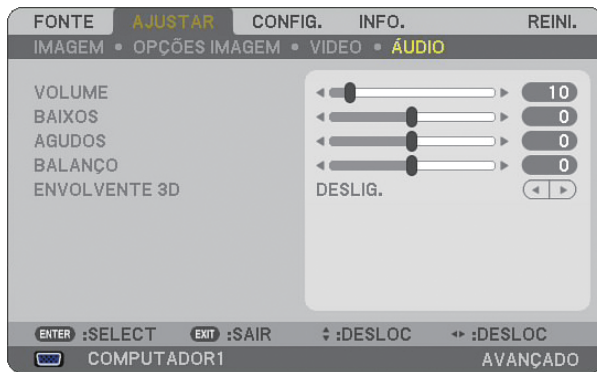 FONTE AJUSTAR CONFIG. INFO. REINI.
IMAGEM • OPÇÕES IMAGEM • VIDEO • ÁUDIO
VOLUME 10
BAIXOS 0
AGUDOS 0
BALANÇO 0
ENVOLVENTE 3D DESLIG.
ENTER :SELECT EXIT :SAIR :DESLOC :DESLOC
COMPUTADOR1 AVANÇADO